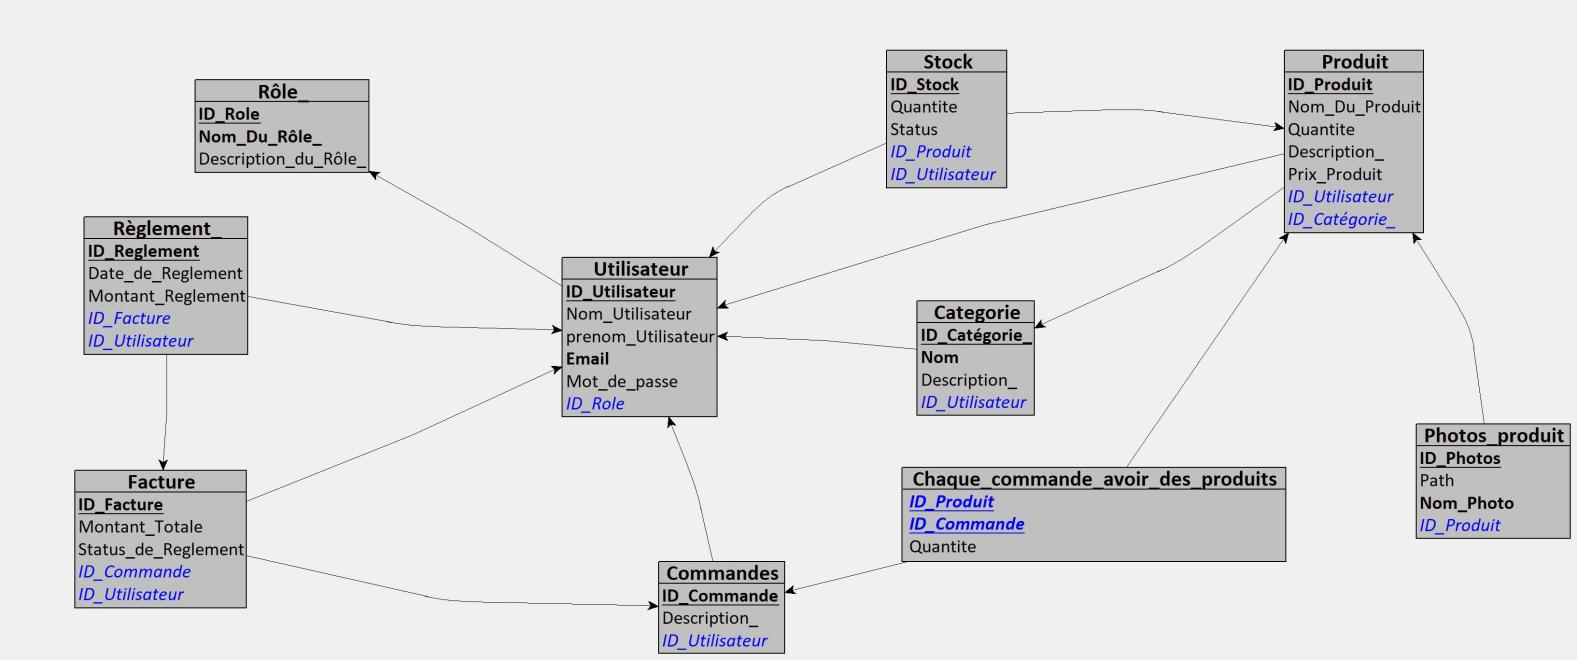 Rôle_
ID_Role
Nom_Du_Rôle_
Description_du_Rôle_
Règlement_
ID_Reglement
Date_de_Reglement
Montant_Reglement
ID_Facture
ID_Utilisateur
Facture
ID_Facture
Montant_Totale
Status_de_Reglement
ID_Commande
ID_Utilisateur
Utilisateur
ID_Utilisateur
Nom_Utilisateur
prenom_Utilisateur
Email
Mot_de_passe
ID_Role
Commandes
ID_Commande
Description_
ID_Utilisateur
Stock
ID_Stock
Quantite
Status
ID_Produit
ID_Utilisateur
Categorie
ID_Catégorie_
Nom
Description_
ID_Utilisateur
Chaque_commande_avoir_des_produits
ID_Produit
ID_Commande
Quantite
Produit
ID_Produit
Nom_Du_Produit
Quantite
Description_
Prix_Produit
ID_Utilisateur
ID_Catégorie_
Photos_produit
ID_Photos
Path
Nom_Photo
ID_Produit